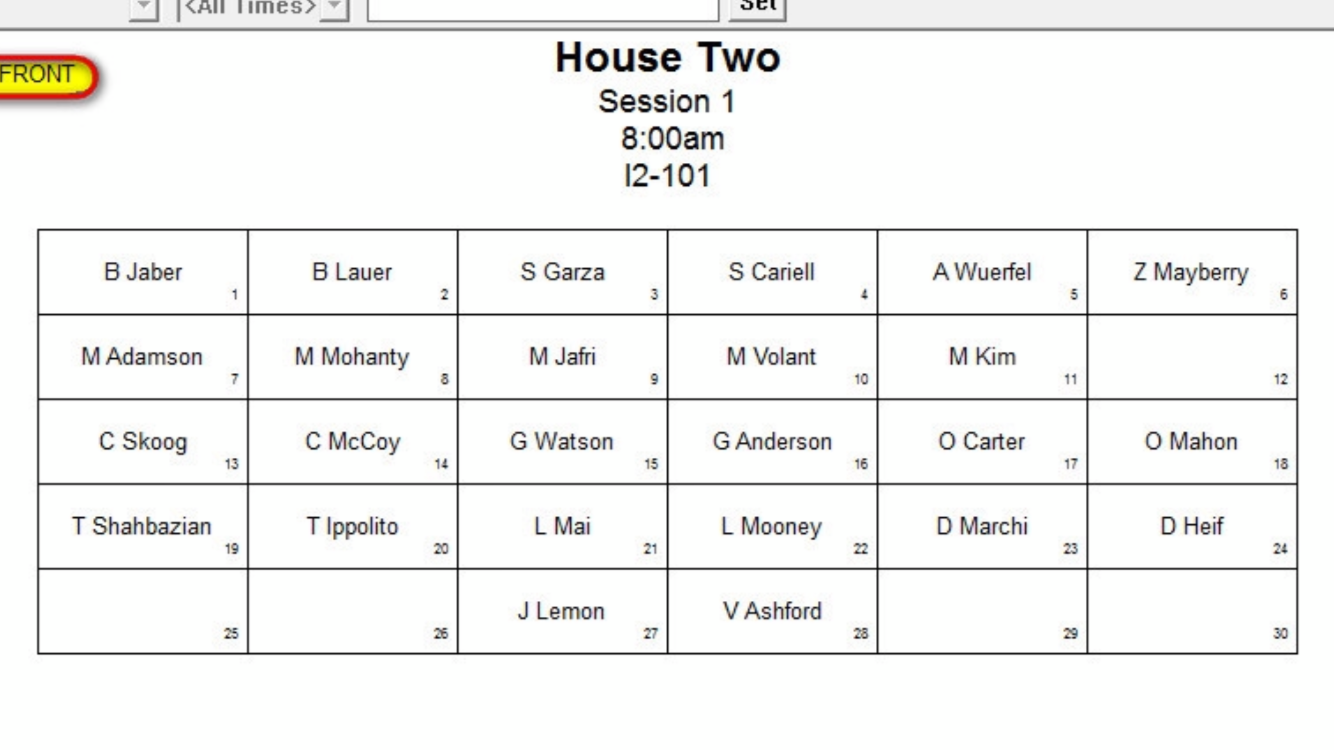 <All Times> Set
FRONT
House Two
Session 1
8:00am
I2-101
B Jaber 1 B Lauer 2 S Garza 3 S Cariell 4 A Wuerfel 5 Z Mayberry 6
M Adamson 7 M Mohanty 8 M Jafri 9 M Volant 10 M Kim 11 12
C Skoog 13 C McCoy 14 G Watson 15 G Anderson 16 O Carter 17 O Mahon 18
T Shahbazian 19 T Ippolito 20 L Mai 21 L Mooney 22 D Marchi 23 D Heif 24
25 26 J Lemon 27 V Ashford 28 29 30